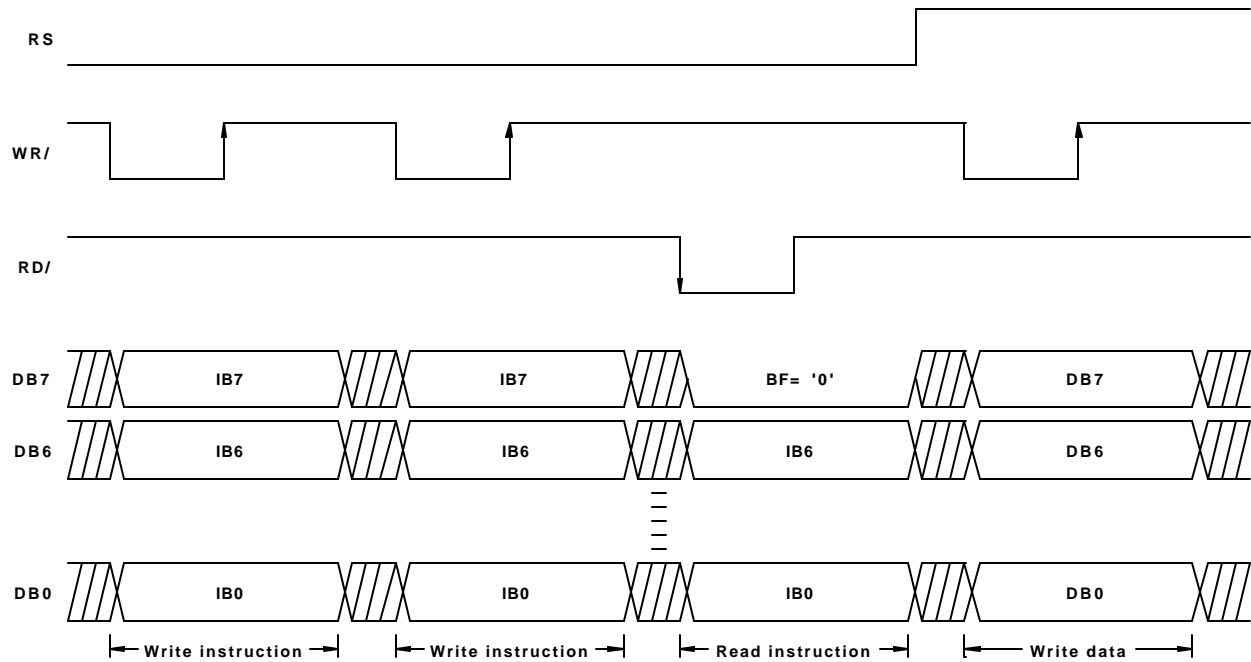 RS
WR/
RD/
DB7 IB7 IB7 BF= '0' DB7
DB6 IB6 IB6 IB6 DB6
DB0 IB0 IB0 IB0 DB0
Write instruction Write instruction Read instruction Write data